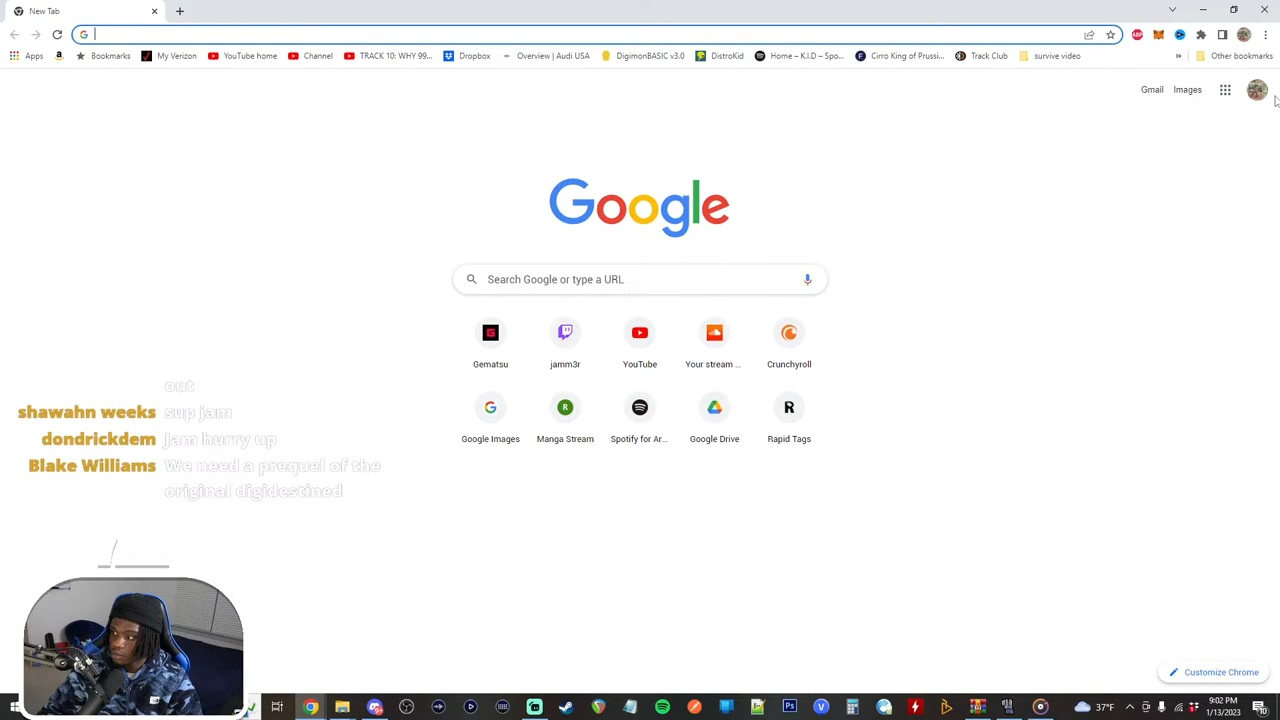 New Tab
Apps
Bookmarks
My Verizon
YouTube home
Channel
TRACK 10: WHY 99...
Dropbox
Overview | Audi USA
DigimonBASIC v3.0
DistroKid
Home – K.I.D – Spo...
Cirro King of Prussi...
Track Club
survive video
»
Other bookmarks
Gmail
Images
Google
Search Google or type a URL
Gematsu
jamm3r
YouTube
Your stream ...
Crunchyroll
Google Images
Manga Stream
Spotify for Ar...
Google Drive
Rapid Tags
out
shawahn weeks sup jam
dondrickdem Jam hurry up
Blake Williams We need a prequel of the
original digidestined
Customize Chrome
37°F
9:02 PM
1/13/2023